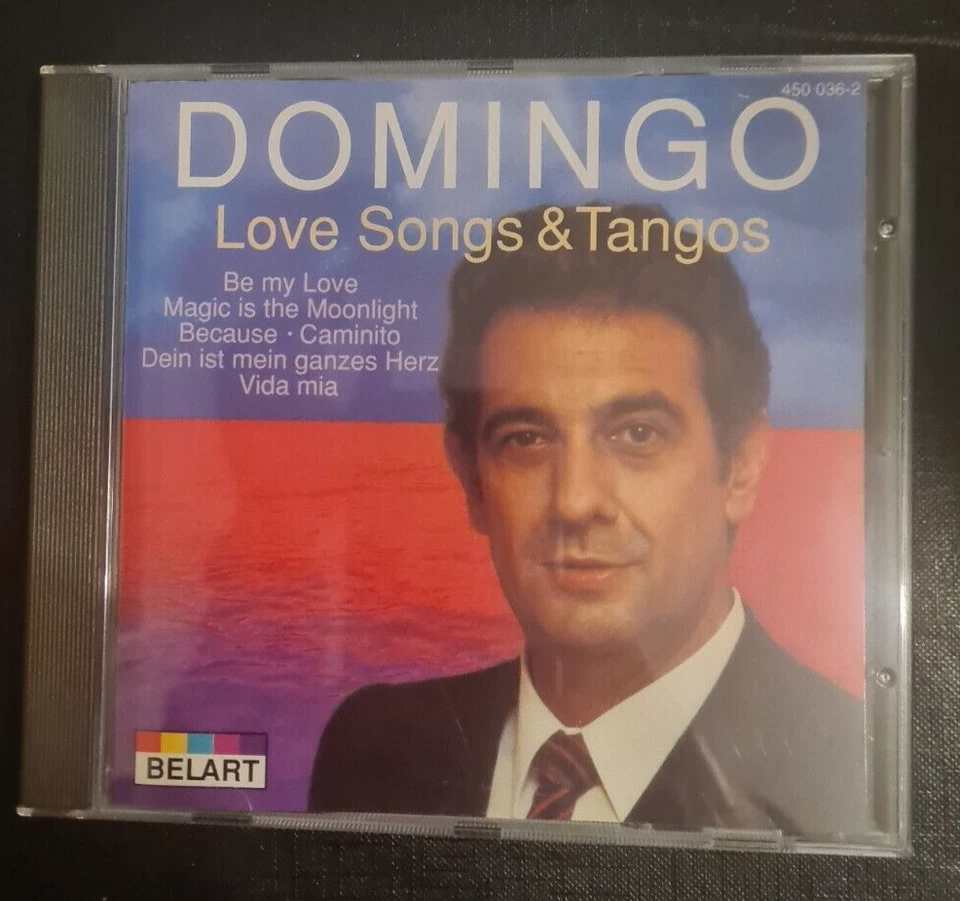 450 036-2
DOMINGO
Love Songs & Tangos
Be my Love
Magic is the Moonlight
Because · Caminito
Dein ist mein ganzes Herz
Vida mia
BELART